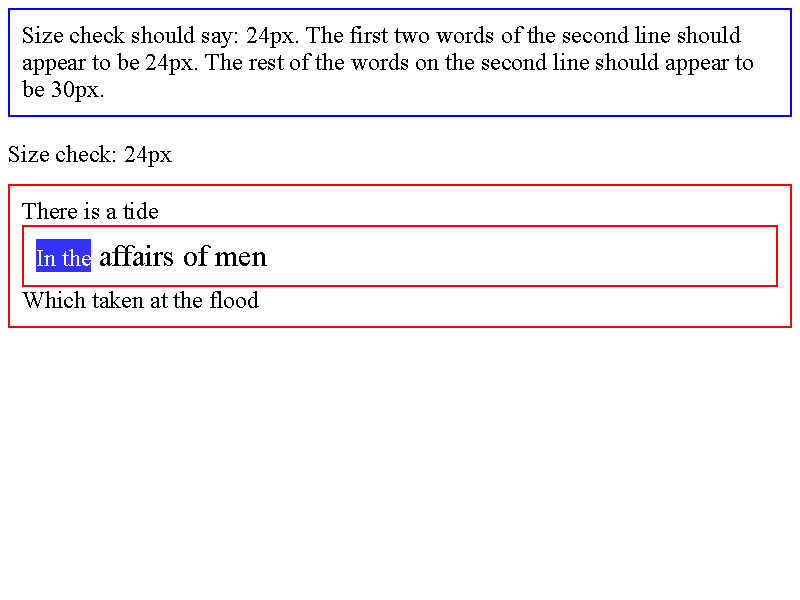 Size check should say: 24px. The first two words of the second line should
appear to be 24px. The rest of the words on the second line should appear to
be 30px.
Size check: 24px
There is a tide
In the affairs of men
Which taken at the flood